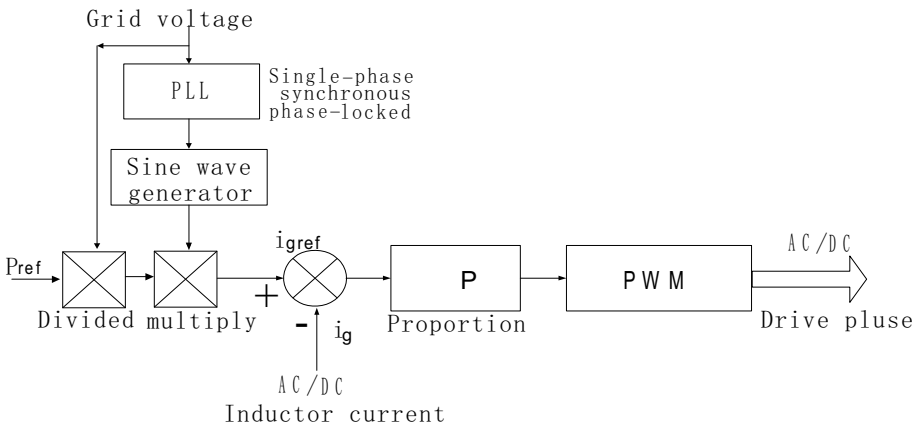 Grid voltage
PLL
Single-phase
synchronous
phase-locked
Sine wave
generator
Pref
Divided
multiply
igref
+
-
ig
AC/DC
Inductor current
P
Proportion
PWM
AC/DC
Drive pluse